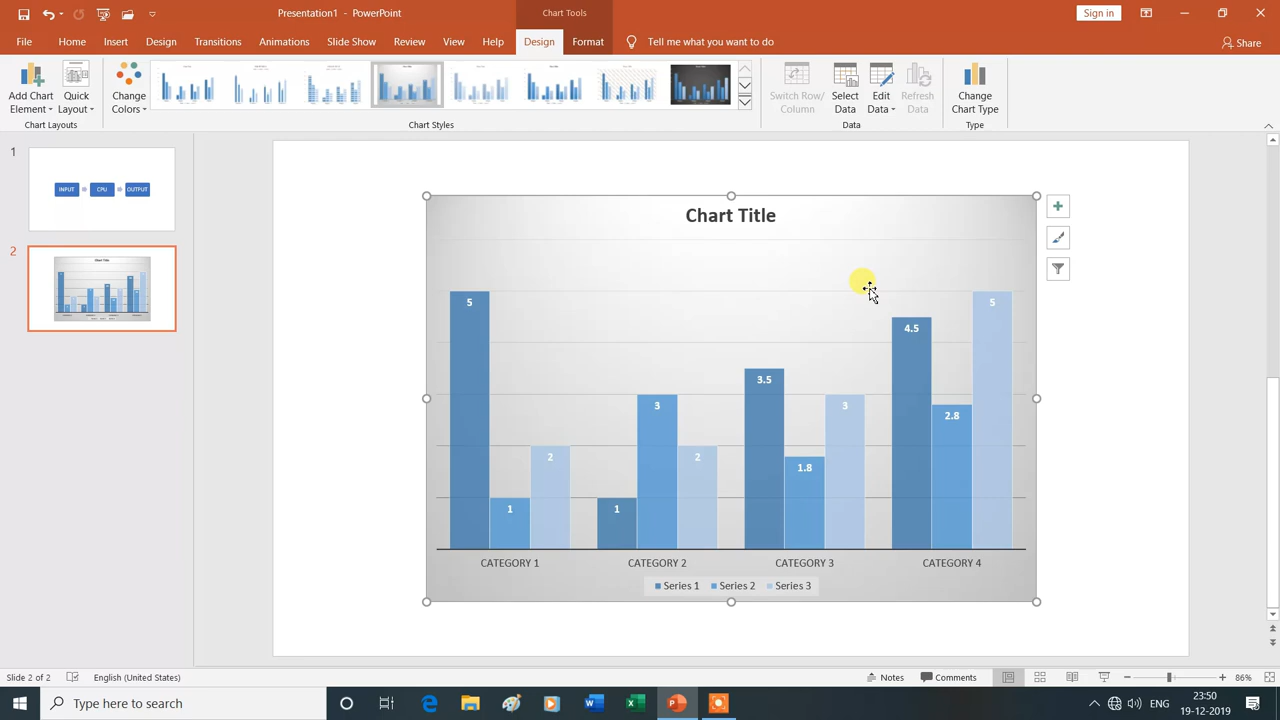 Presentation1 - PowerPoint
Chart Tools
Sign in
File Home Insert Design Transitions Animations Slide Show Review View Help Design Format Tell me what you want to do Share
Add Chart Element
Quick Layout
Change Colors
Switch Row/ Column
Select Data
Edit Data
Refresh Data
Change Chart Type
Chart Layouts Chart Styles Data Type
1
INPUT CPU OUTPUT
2
Chart Title
Chart Title
5 1 2
1 3 2
3.5 1.8 3
4.5 2.8 5
CATEGORY 1 CATEGORY 2 CATEGORY 3 CATEGORY 4
Series 1 Series 2 Series 3
Slide 2 of 2 English (United States) Notes Comments 86%
Type here to search
ENG
23:50
19-12-2019